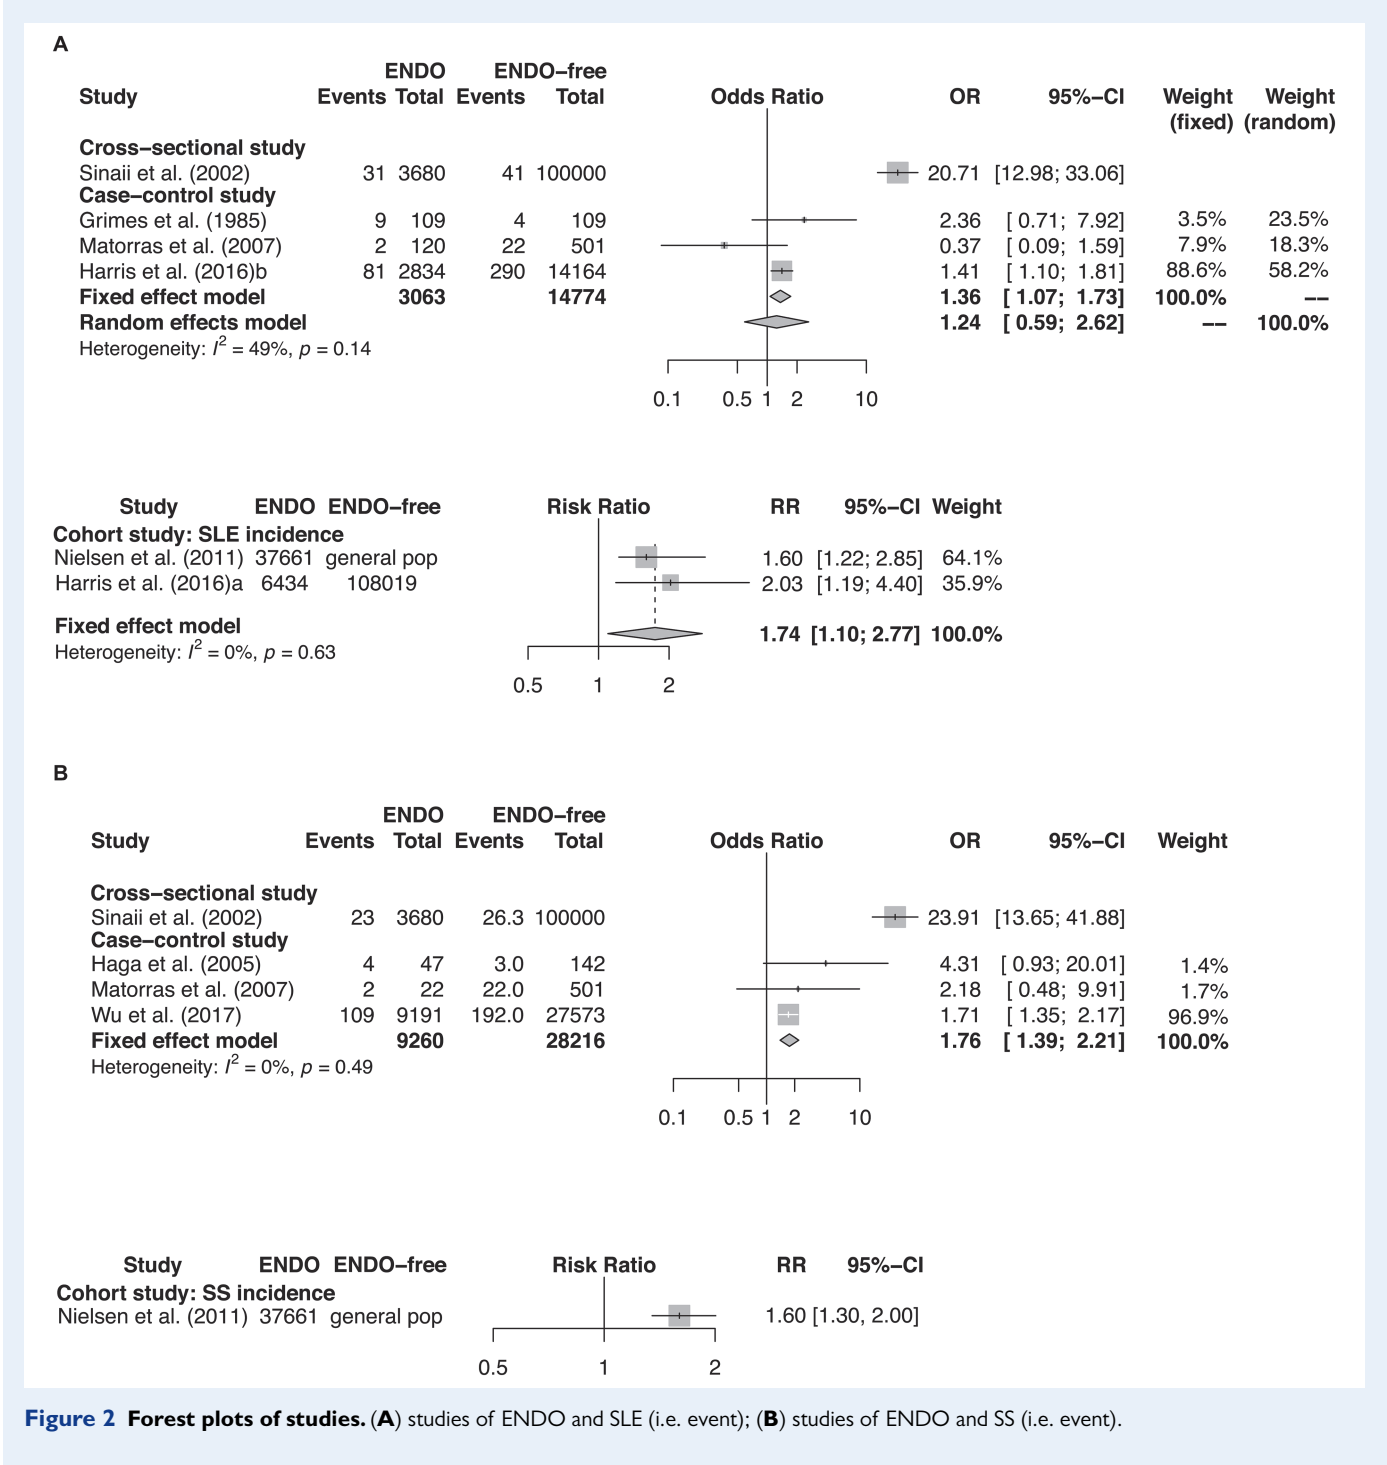 A
ENDO ENDO−free
Study Events Total Events Total Odds Ratio OR 95%−CI Weight Weight
(fixed) (random)
Cross−sectional study
Sinaii et al. (2002) 31 3680 41 100000 20.71 [12.98; 33.06]
Case−control study
Grimes et al. (1985) 9 109 4 109 2.36 [ 0.71; 7.92] 3.5% 23.5%
Matorras et al. (2007) 2 120 22 501 0.37 [ 0.09; 1.59] 7.9% 18.3%
Harris et al. (2016)b 81 2834 290 14164 1.41 [ 1.10; 1.81] 88.6% 58.2%
Fixed effect model 3063 14774 1.36 [ 1.07; 1.73] 100.0% −−
Random effects model 1.24 [ 0.59; 2.62] −− 100.0%
Heterogeneity: I² = 49%, p = 0.14
0.1 0.5 1 2 10
Study ENDO ENDO−free Risk Ratio RR 95%−CI Weight
Cohort study: SLE incidence
Nielsen et al. (2011) 37661 general pop 1.60 [1.22; 2.85] 64.1%
Harris et al. (2016)a 6434 108019 2.03 [1.19; 4.40] 35.9%
Fixed effect model 1.74 [1.10; 2.77] 100.0%
Heterogeneity: I² = 0%, p = 0.63
0.5 1 2
B
ENDO ENDO−free
Study Events Total Events Total Odds Ratio OR 95%−CI Weight
Cross−sectional study
Sinaii et al. (2002) 23 3680 26.3 100000 23.91 [13.65; 41.88]
Case−control study
Haga et al. (2005) 4 47 3.0 142 4.31 [ 0.93; 20.01] 1.4%
Matorras et al. (2007) 2 22 22.0 501 2.18 [ 0.48; 9.91] 1.7%
Wu et al. (2017) 109 9191 192.0 27573 1.71 [ 1.35; 2.17] 96.9%
Fixed effect model 9260 28216 1.76 [ 1.39; 2.21] 100.0%
Heterogeneity: I² = 0%, p = 0.49
0.1 0.5 1 2 10
Study ENDO ENDO−free Risk Ratio RR 95%−CI
Cohort study: SS incidence
Nielsen et al. (2011) 37661 general pop 1.60 [1.30, 2.00]
0.5 1 2
Figure 2 Forest plots of studies. (A) studies of ENDO and SLE (i.e. event); (B) studies of ENDO and SS (i.e. event).